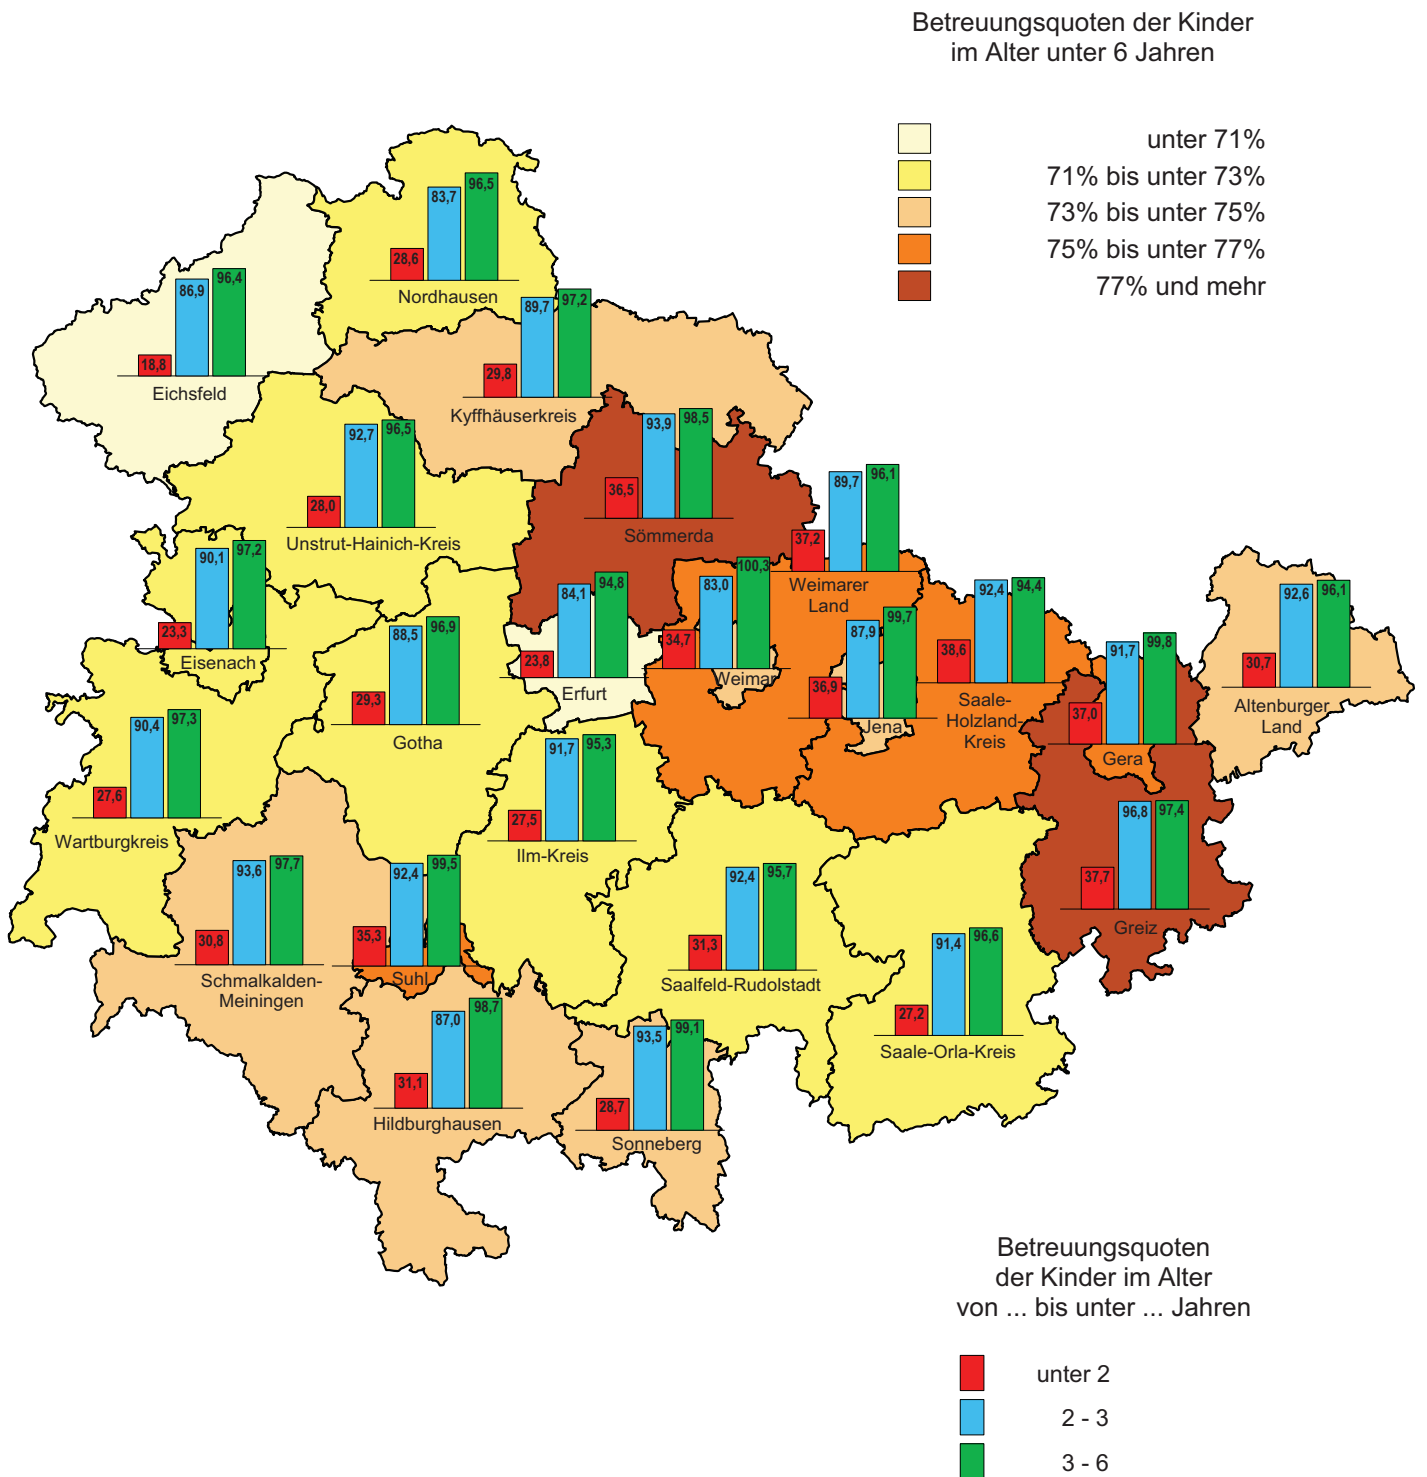 Betreuungsquoten der Kinder
im Alter unter 6 Jahren
unter 71%
71% bis unter 73%
73% bis unter 75%
75% bis unter 77%
77% und mehr
28,6
83,7
96,5
Nordhausen
18,8
86,9
96,4
Eichsfeld
29,8
89,7
97,2
Kyffhäuserkreis
28,0
92,7
96,5
Unstrut-Hainich-Kreis
36,5
93,9
98,5
Sömmerda
37,2
89,7
96,1
Weimarer
Land
23,3
90,1
97,2
Eisenach
29,3
88,5
96,9
Gotha
23,8
84,1
94,8
Erfurt
34,7
83,0
100,3
Weimar
36,9
87,9
99,7
Jena
38,6
92,4
94,4
Saale-
Holzland-
Kreis
37,0
91,7
99,8
Gera
30,7
92,6
96,1
Altenburger
Land
27,6
90,4
97,3
Wartburgkreis
27,5
91,7
95,3
Ilm-Kreis
37,7
96,8
97,4
Greiz
30,8
93,6
97,7
Schmalkalden-
Meiningen
35,3
92,4
99,5
Suhl
31,3
92,4
95,7
Saalfeld-Rudolstadt
27,2
91,4
96,6
Saale-Orla-Kreis
31,1
87,0
98,7
Hildburghausen
28,7
93,5
99,1
Sonneberg
Betreuungsquoten
der Kinder im Alter
von ... bis unter ... Jahren
unter 2
2 - 3
3 - 6